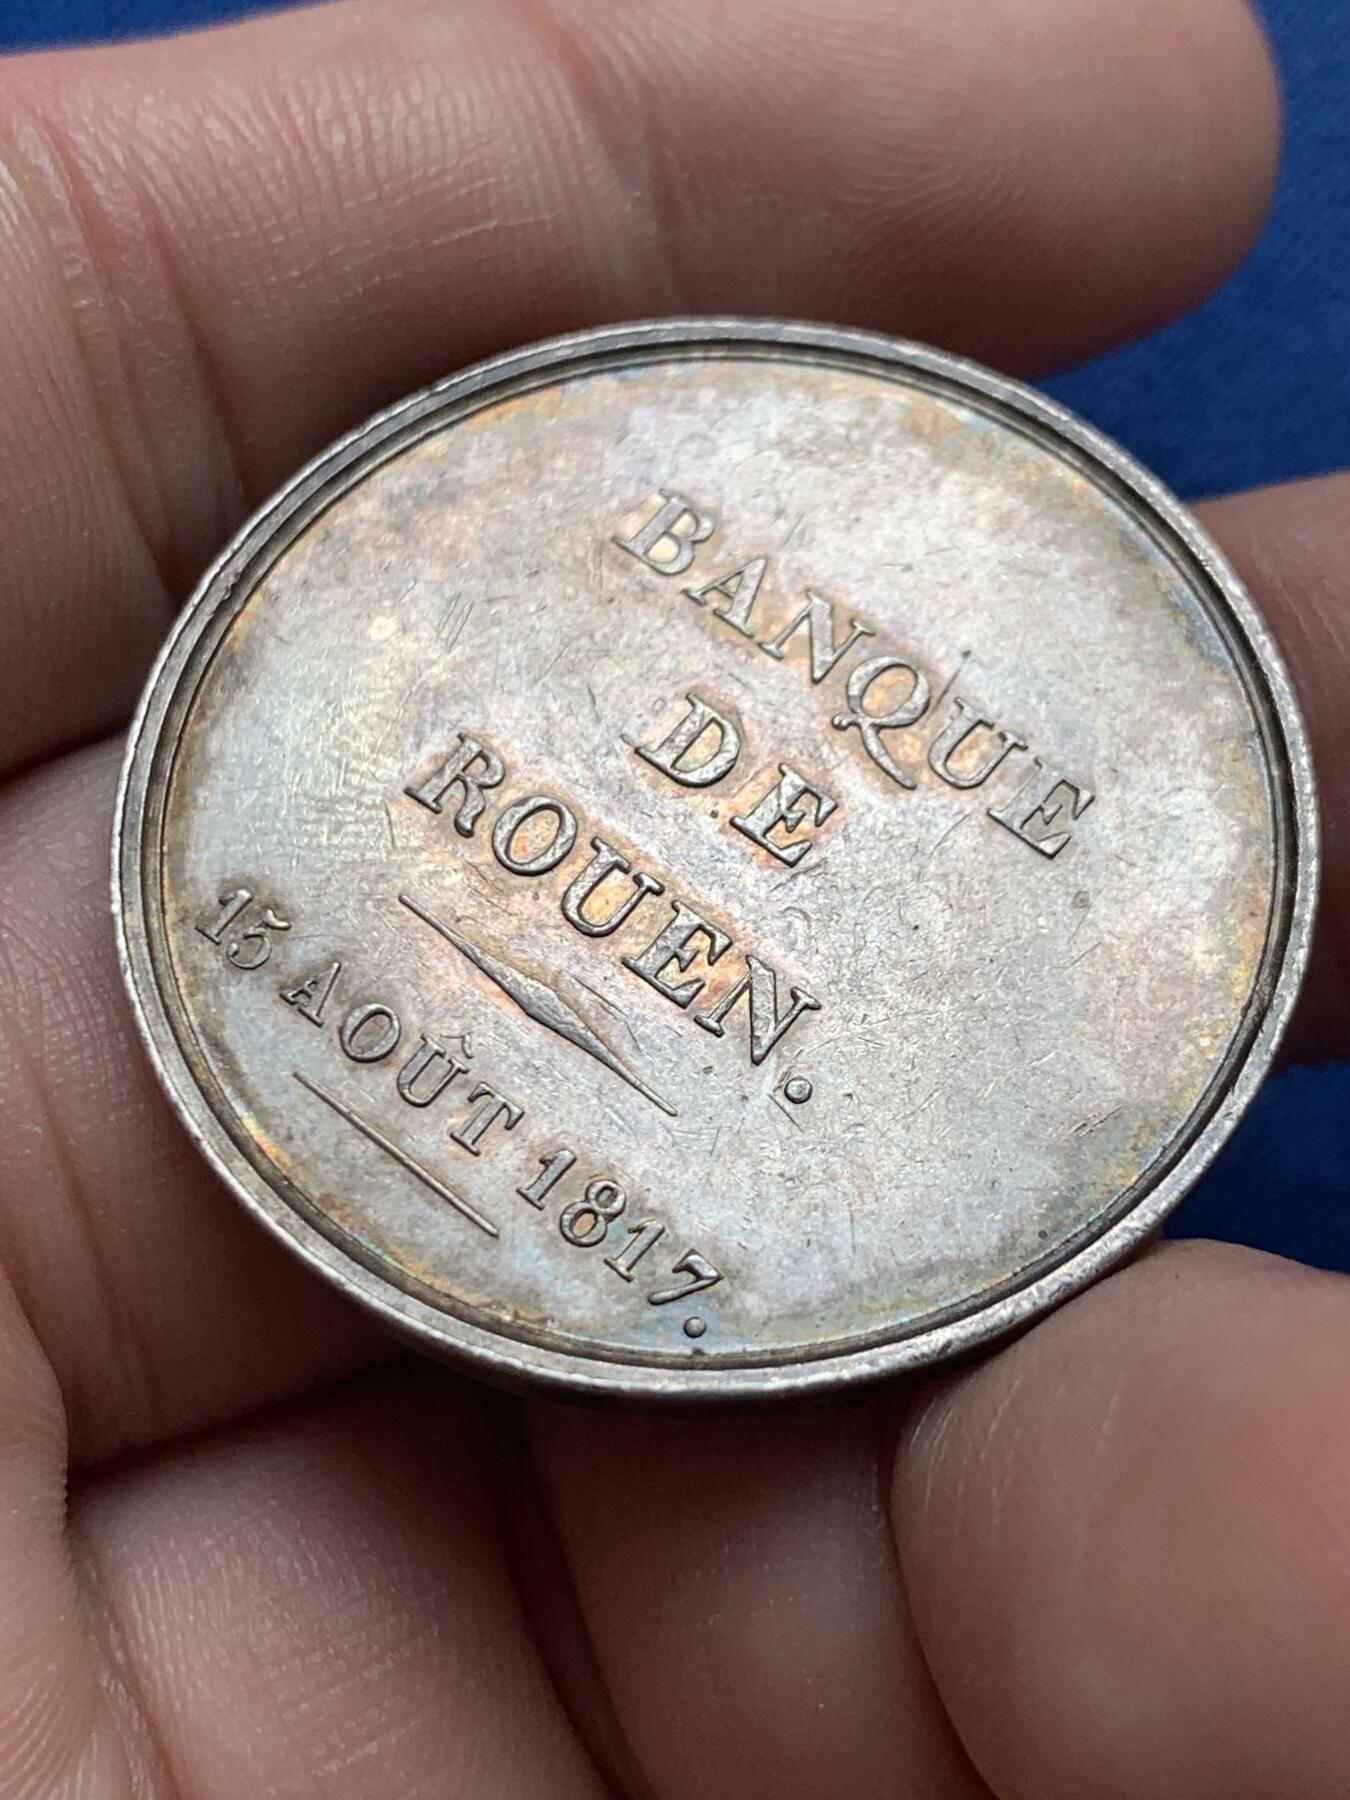 BANQUE
DE
ROUEN.
15 AOÛT 1817.